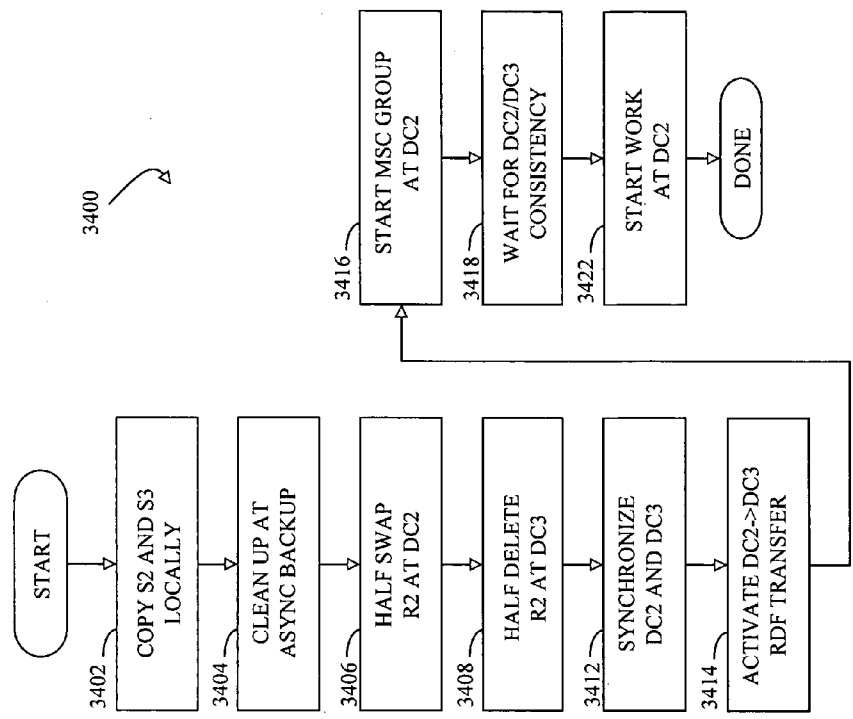 3400
START
3402
COPY S2 AND S3
LOCALLY
3404
CLEAN UP AT
ASYNC BACKUP
3406
HALF SWAP
R2 AT DC2
3408
HALF DELETE
R2 AT DC3
3412
SYNCHRONIZE
DC2 AND DC3
3414
ACTIVATE DC2->DC3
RDF TRANSFER
3416
START MSC GROUP
AT DC2
3418
WAIT FOR DC2/DC3
CONSISTENCY
3422
START WORK
AT DC2
DONE